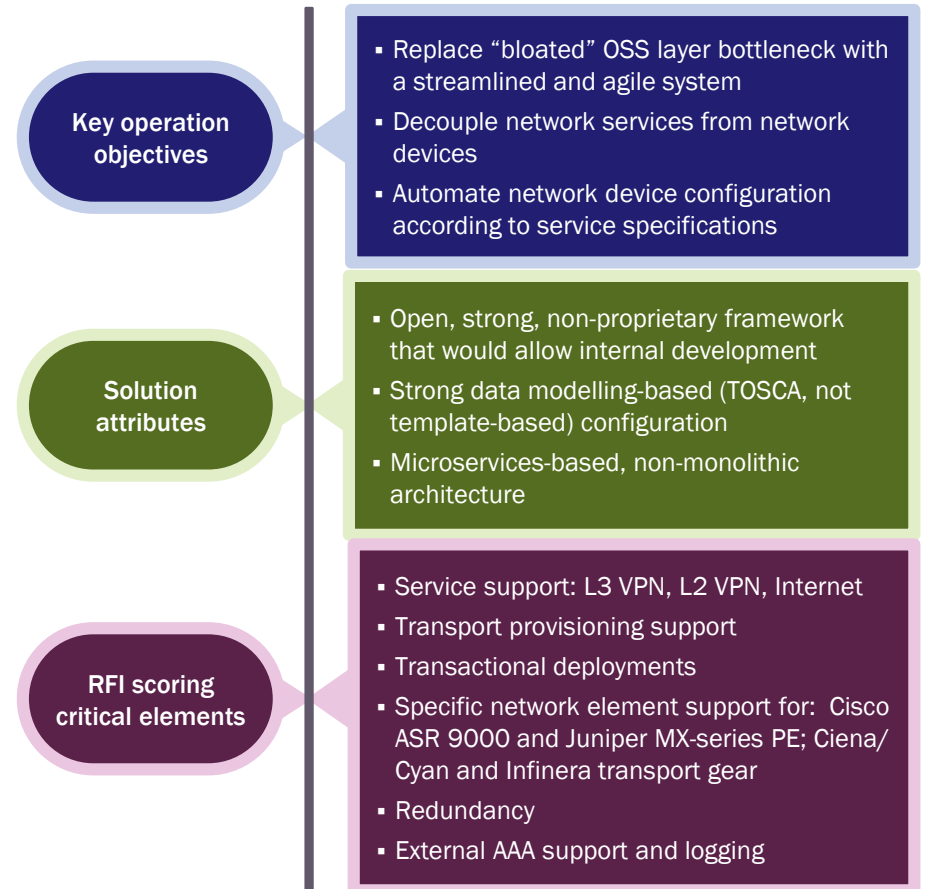 Key operation
objectives
▪ Replace “bloated” OSS layer bottleneck with
a streamlined and agile system
▪ Decouple network services from network
devices
▪ Automate network device configuration
according to service specifications
Solution
attributes
▪ Open, strong, non-proprietary framework
that would allow internal development
▪ Strong data modelling-based (TOSCA, not
template-based) configuration
▪ Microservices-based, non-monolithic
architecture
RFI scoring
critical elements
▪ Service support: L3 VPN, L2 VPN, Internet
▪ Transport provisioning support
▪ Transactional deployments
▪ Specific network element support for:  Cisco
ASR 9000 and Juniper MX-series PE; Ciena/
Cyan and Infinera transport gear
▪ Redundancy
▪ External AAA support and logging